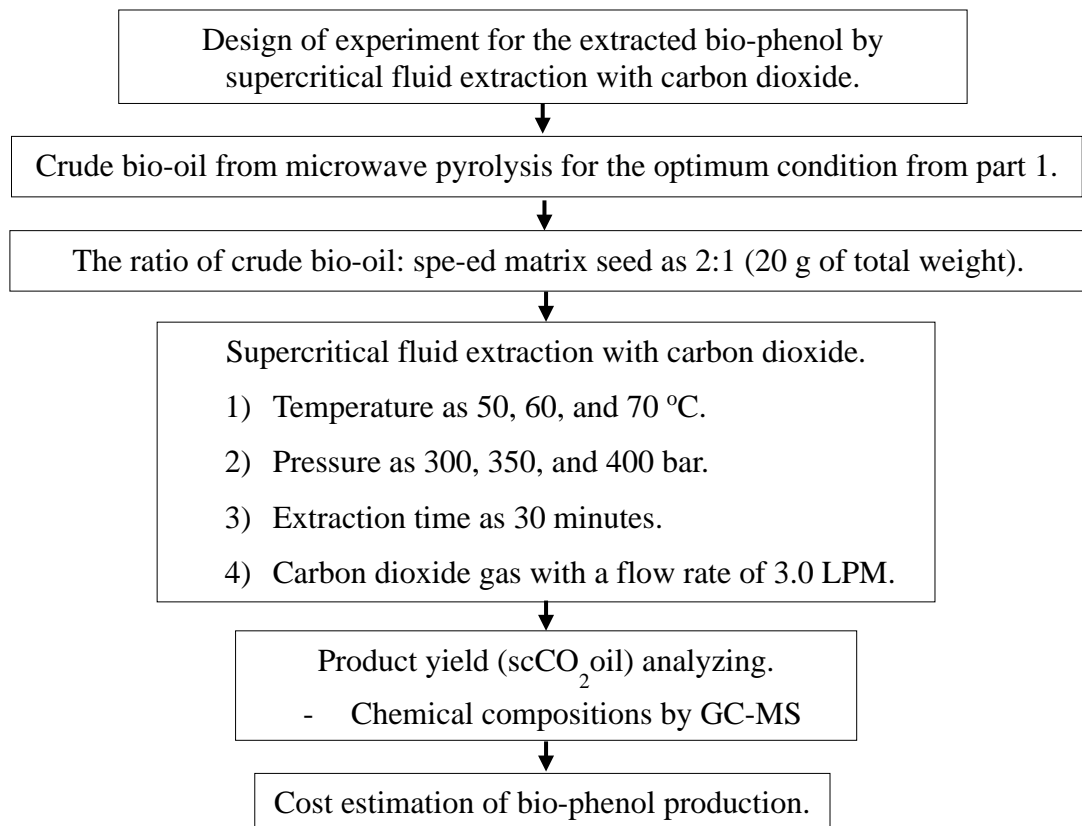 Design of experiment for the extracted bio-phenol by
supercritical fluid extraction with carbon dioxide.
Crude bio-oil from microwave pyrolysis for the optimum condition from part 1.
The ratio of crude bio-oil: spe-ed matrix seed as 2:1 (20 g of total weight).
Supercritical fluid extraction with carbon dioxide.
1) Temperature as 50, 60, and 70 °C.
2) Pressure as 300, 350, and 400 bar.
3) Extraction time as 30 minutes.
4) Carbon dioxide gas with a flow rate of 3.0 LPM.
Product yield (scCO₂oil) analyzing.
- Chemical compositions by GC-MS
Cost estimation of bio-phenol production.